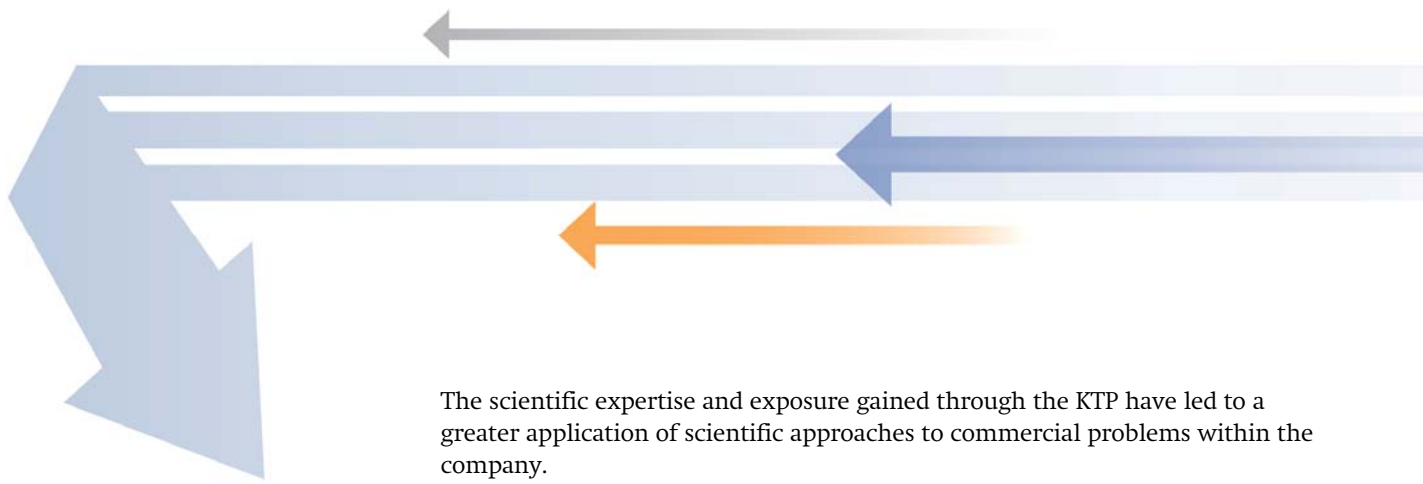 The scientific expertise and exposure gained through the KTP have led to a
greater application of scientific approaches to commercial problems within the
company.